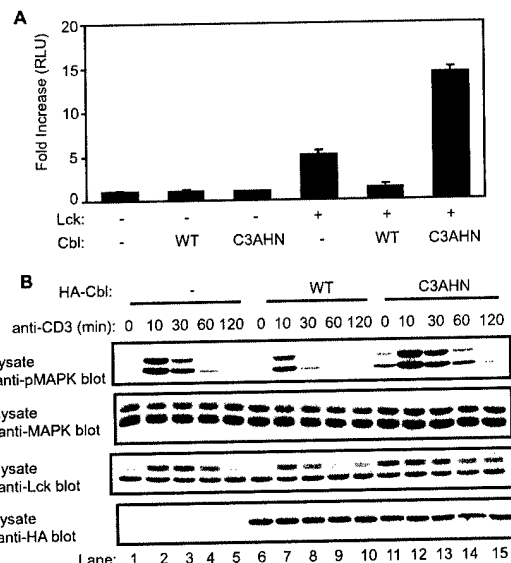 A
Fold Increase (RLU)
20
15
10
5
0
Lck: - - - + + +
Cbl: - WT C3AHN - WT C3AHN
B
HA-Cbl: - WT C3AHN
anti-CD3 (min): 0 10 30 60 120 0 10 30 60 120 0 10 30 60 120
ysate
anti-pMAPK blot
ysate
anti-MAPK blot
ysate
anti-Lck blot
ysate
anti-HA blot
Lane: 1 2 3 4 5 6 7 8 9 10 11 12 13 14 15